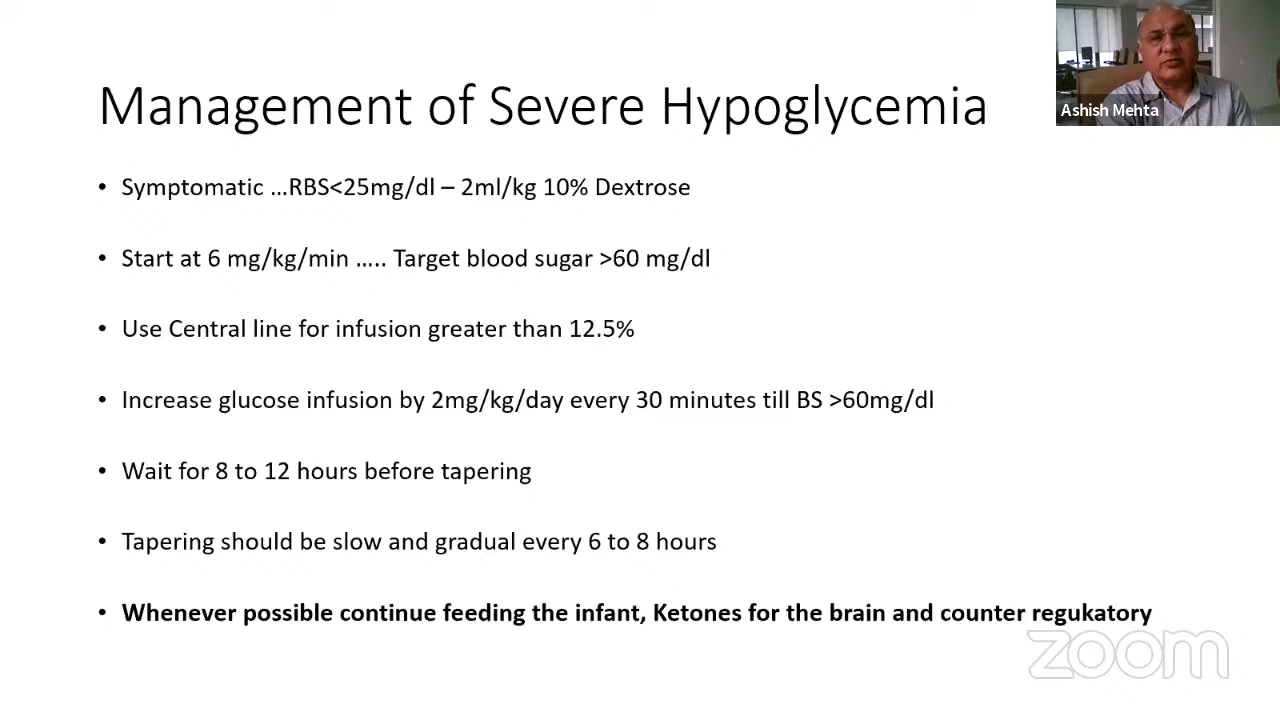 Ashish Mehta
Management of Severe Hypoglycemia
• Symptomatic ...RBS<25mg/dl – 2ml/kg 10% Dextrose
• Start at 6 mg/kg/min ..... Target blood sugar >60 mg/dl
• Use Central line for infusion greater than 12.5%
• Increase glucose infusion by 2mg/kg/day every 30 minutes till BS >60mg/dl
• Wait for 8 to 12 hours before tapering
• Tapering should be slow and gradual every 6 to 8 hours
• Whenever possible continue feeding the infant, Ketones for the brain and counter regukatory
zoom